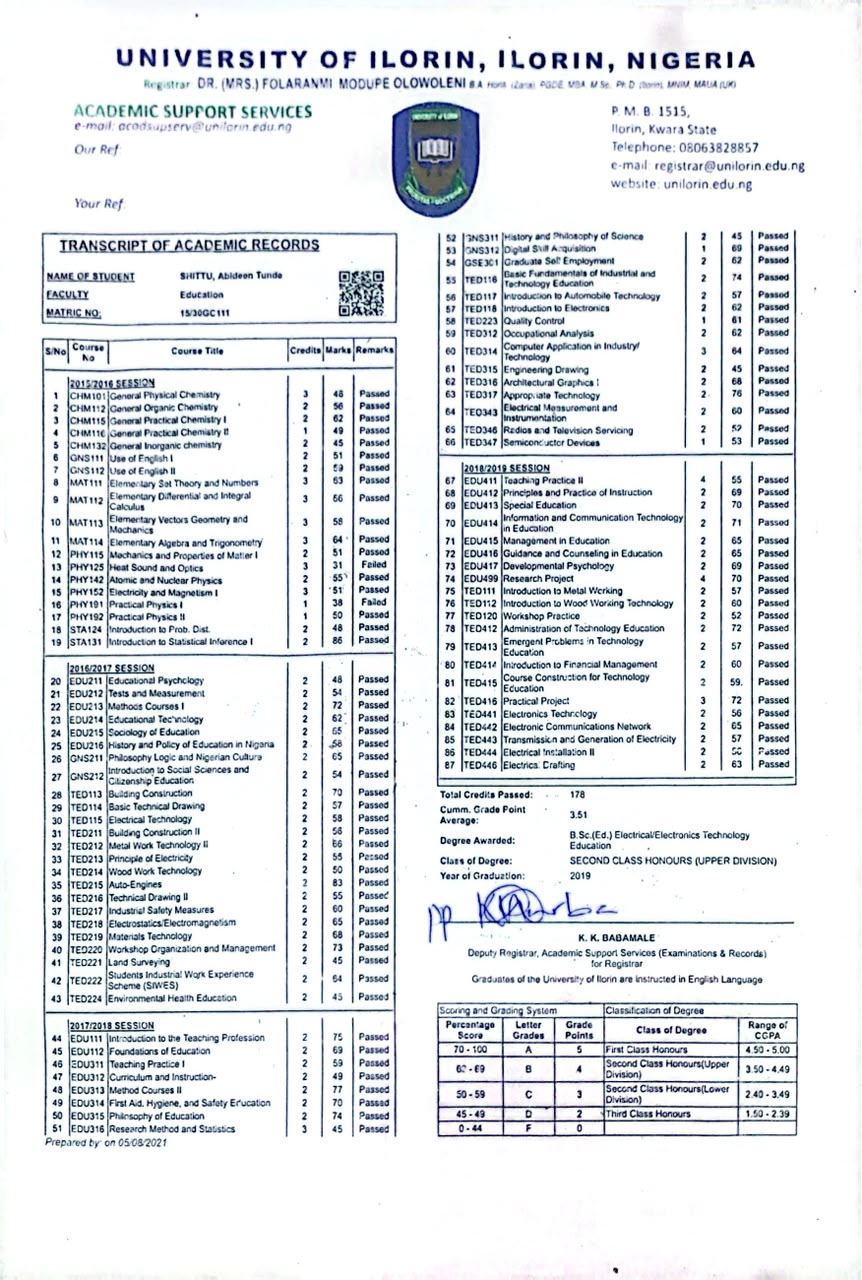 UNIVERSITY OF ILORIN, ILORIN, NIGERIA
Registrar DR. (MRS.) FOLARANMI MODUPE OLOWOLENI B.A. Hons. (Zaria), PGDE, MBA, M.Sc., Ph.D (Ilorin), MNIM, MAUA (UK)
ACADEMIC SUPPORT SERVICES
e-mail: acadsupserv@unilorin.edu.ng
Our Ref:
Your Ref:
UNIVERSITY OF ILORIN
P. M. B. 1515,
Ilorin, Kwara State
Telephone: 08063828857
e-mail: registrar@unilorin.edu.ng
website: unilorin.edu.ng
TRANSCRIPT OF ACADEMIC RECORDS
NAME OF STUDENT SHITTU, Abideen Tunde
FACULTY Education
MATRIC NO: 15/30GC111
S/No Course No Course Title Credits Marks Remarks
2015/2016 SESSION
1 CHM101 General Physical Chemistry 3 48 Passed
2 CHM112 General Organic Chemistry 2 56 Passed
3 CHM115 General Practical Chemistry I 2 62 Passed
4 CHM116 General Practical Chemistry II 1 49 Passed
5 CHM132 General Inorganic chemistry 2 45 Passed
6 GNS111 Use of English I 2 51 Passed
7 GNS112 Use of English II 2 59 Passed
8 MAT111 Elementary Set Theory and Numbers 3 63 Passed
9 MAT112 Elementary Differential and Integral Calculus 3 66 Passed
10 MAT113 Elementary Vectors Geometry and Mechanics 3 58 Passed
11 MAT114 Elementary Algebra and Trigonometry 3 64 Passed
12 PHY115 Mechanics and Properties of Matter I 2 51 Passed
13 PHY125 Heat Sound and Optics 3 31 Failed
14 PHY142 Atomic and Nuclear Physics 2 55 Passed
15 PHY152 Electricity and Magnetism I 3 51 Passed
16 PHY191 Practical Physics I 1 38 Failed
17 PHY192 Practical Physics II 1 50 Passed
18 STA124 Introduction to Prob. Dist. 2 48 Passed
19 STA131 Introduction to Statistical Inference I 2 86 Passed
2016/2017 SESSION
20 EDU211 Educational Psychology 2 48 Passed
21 EDU212 Tests and Measurement 2 54 Passed
22 EDU213 Methods Courses I 2 72 Passed
23 EDU214 Educational Technology 2 62 Passed
24 EDU215 Sociology of Education 2 65 Passed
25 EDU216 History and Policy of Education in Nigeria 2 58 Passed
26 GNS211 Philosophy Logic and Nigerian Culture 2 65 Passed
27 GNS212 Introduction to Social Sciences and Citizenship Education 2 54 Passed
28 TED113 Building Construction 2 70 Passed
29 TED114 Basic Technical Drawing 2 57 Passed
30 TED115 Electrical Technology 2 58 Passed
31 TED211 Building Construction II 2 58 Passed
32 TED212 Metal Work Technology II 2 66 Passed
33 TED213 Principle of Electricity 2 55 Passed
34 TED214 Wood Work Technology 2 50 Passed
35 TED215 Auto-Engines 2 83 Passed
36 TED216 Technical Drawing II 2 55 Passed
37 TED217 Industrial Safety Measures 2 60 Passed
38 TED218 Electrostatics/Electromagnetism 2 65 Passed
39 TED219 Materials Technology 2 68 Passed
40 TED220 Workshop Organization and Management 2 73 Passed
41 TED221 Land Surveying 2 45 Passed
42 TED222 Students Industrial Work Experience Scheme (SIWES) 2 64 Passed
43 TED224 Environmental Health Education 2 45 Passed
2017/2018 SESSION
44 EDU111 Introduction to the Teaching Profession 2 75 Passed
45 EDU112 Foundations of Education 2 69 Passed
46 EDU311 Teaching Practice I 2 59 Passed
47 EDU312 Curriculum and Instruction- 2 49 Passed
48 EDU313 Method Courses II 2 77 Passed
49 EDU314 First Aid, Hygiene, and Safety Education 2 70 Passed
50 EDU315 Philosophy of Education 2 74 Passed
51 EDU316 Research Method and Statistics 3 45 Passed
Prepared by: on 05/08/2021
52 GNS311 History and Philosophy of Science 2 45 Passed
53 GNS312 Digital Skill Acquisition 1 69 Passed
54 GSE301 Graduate Self Employment 2 62 Passed
55 TED116 Basic Fundamentals of Industrial and Technology Education 2 74 Passed
56 TED117 Introduction to Automobile Technology 2 57 Passed
57 TED118 Introduction to Electronics 2 62 Passed
58 TED223 Quality Control 1 61 Passed
59 TED312 Occupational Analysis 2 62 Passed
60 TED314 Computer Application in Industry/ Technology 3 64 Passed
61 TED315 Engineering Drawing 2 45 Passed
62 TED316 Architectural Graphics I 2 68 Passed
63 TED317 Appropriate Technology 2 76 Passed
64 TED343 Electrical Measurement and Instrumentation 2 60 Passed
65 TED346 Radios and Television Servicing 2 52 Passed
66 TED347 Semiconductor Devices 1 53 Passed
2018/2019 SESSION
67 EDU411 Teaching Practice II 4 55 Passed
68 EDU412 Principles and Practice of Instruction 2 69 Passed
69 EDU413 Special Education 2 70 Passed
70 EDU414 Information and Communication Technology in Education 2 71 Passed
71 EDU415 Management in Education 2 65 Passed
72 EDU416 Guidance and Counseling in Education 2 65 Passed
73 EDU417 Developmental Psychology 2 69 Passed
74 EDU499 Research Project 4 70 Passed
75 TED111 Introduction to Metal Working 2 57 Passed
76 TED112 Introduction to Wood Working Technology 2 60 Passed
77 TED120 Workshop Practice 2 52 Passed
78 TED412 Administration of Technology Education 2 72 Passed
79 TED413 Emergent Problems in Technology Education 2 57 Passed
80 TED414 Introduction to Financial Management 2 60 Passed
81 TED415 Course Construction for Technology Education 2 59. Passed
82 TED416 Practical Project 3 72 Passed
83 TED441 Electronics Technology 2 56 Passed
84 TED442 Electronic Communications Network 2 65 Passed
85 TED443 Transmission and Generation of Electricity 2 57 Passed
86 TED444 Electrical Installation II 2 Passed
87 TED446 Electrical Drafting 2 63 Passed
Total Credits Passed: 178
Cumm. Grade Point Average: 3.51
Degree Awarded: B.Sc.(Ed.) Electrical/Electronics Technology Education
Class of Degree: SECOND CLASS HONOURS (UPPER DIVISION)
Year of Graduation: 2019
K. K. BABAMALE
Deputy Registrar, Academic Support Services (Examinations & Records)
for Registrar
Graduates of the University of Ilorin are instructed in English Language
Scoring and Grading System Classification of Degree
Percentage Score Letter Grades Grade Points Class of Degree Range of CGPA
70 - 100 A 5 First Class Honours 4.50 - 5.00
60 - 69 B 4 Second Class Honours(Upper Division) 3.50 - 4.49
50 - 59 C 3 Second Class Honours(Lower Division) 2.40 - 3.49
45 - 49 D 2 Third Class Honours 1.50 - 2.39
0 - 44 F 0